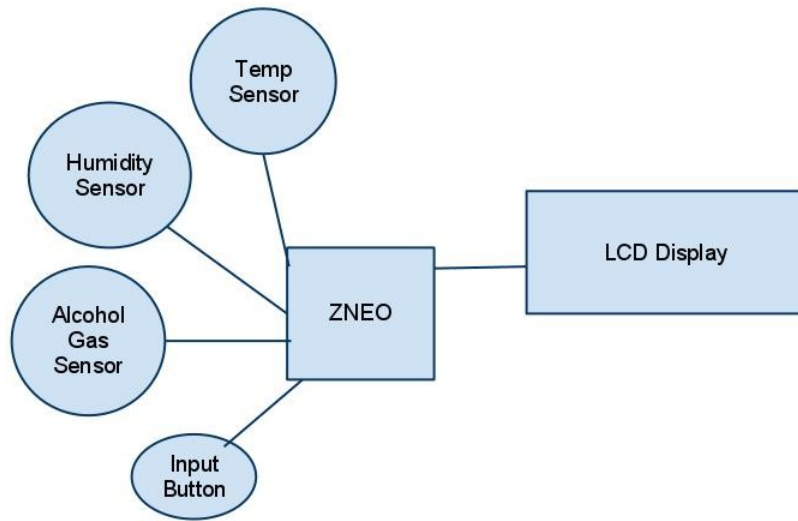 Temp
Sensor
Humidity
Sensor
LCD Display
ZNEO
Alcohol
Gas
Sensor
Input
Button